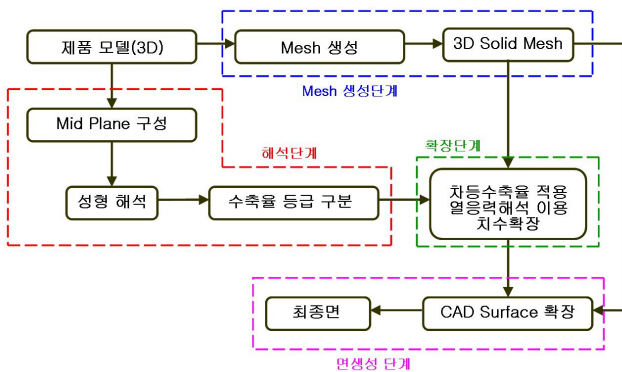 제품 모델(3D)
Mesh 생성
3D Solid Mesh
Mesh 생성단계
Mid Plane 구성
해석단계
확장단계
성형 해석
수축율 등급 구분
차등수축율 적용
열응력해석 이용
치수확장
최종면
CAD Surface 확장
면생성 단계